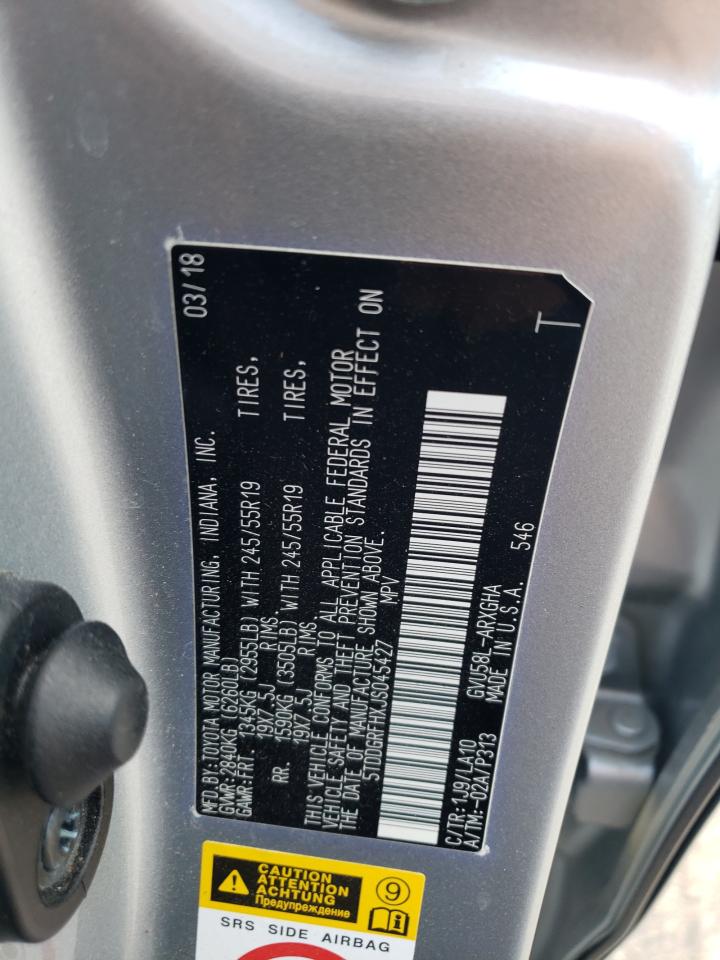 MFD.BY:TOYOTA MOTOR MANUFACTURING, INDIANA, INC. 03/18
GVWR:2840KG (6260LB)
GAWR:FRT 1345KG (2955LB) WITH 245/55R19 TIRES,
19X7.5J RIMS,
RR. 1590KG (3505LB) WITH 245/55R19 TIRES,
19X7.5J RIMS.
THIS VEHICLE CONFORMS TO ALL APPLICABLE FEDERAL MOTOR
VEHICLE SAFETY AND THEFT PREVENTION STANDARDS IN EFFECT ON
THE DATE OF MANUFACTURE SHOWN ABOVE.
5TDDGRFHXJS045427 MPV
C/TR:1J9/LA10 GVU58L-ARXGHA
A/TM:-02A/P313 MADE IN U.S.A. 546
T
CAUTION
ATTENTION
ACHTUNG
Предупреждение
9
SRS SIDE AIRBAG